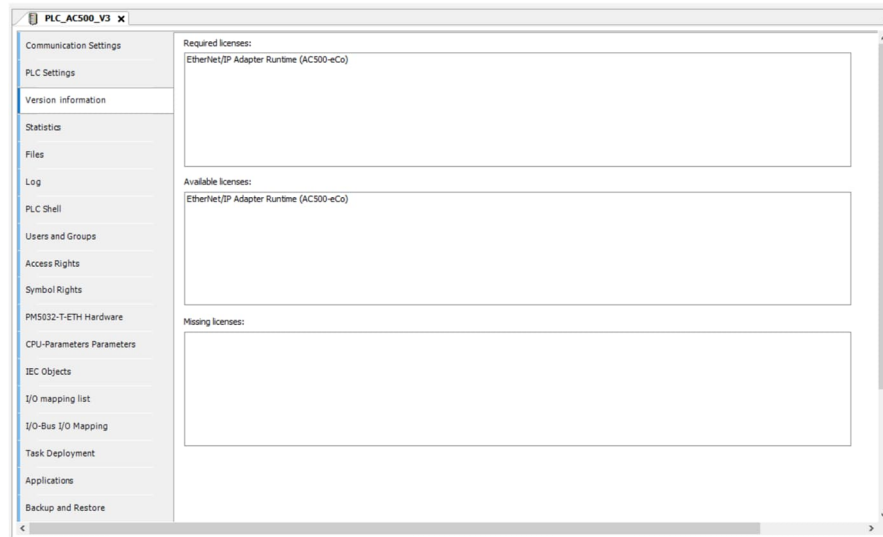 PLC_AC500_V3
Communication Settings
PLC Settings
Version information
Statistics
Files
Log
PLC Shell
Users and Groups
Access Rights
Symbol Rights
PM5032-T-ETH Hardware
CPU-Parameters Parameters
IEC Objects
I/O mapping list
I/O-Bus I/O Mapping
Task Deployment
Applications
Backup and Restore
Required licenses:
EtherNet/IP Adapter Runtime (AC500-eCo)
Available licenses:
EtherNet/IP Adapter Runtime (AC500-eCo)
Missing licenses: